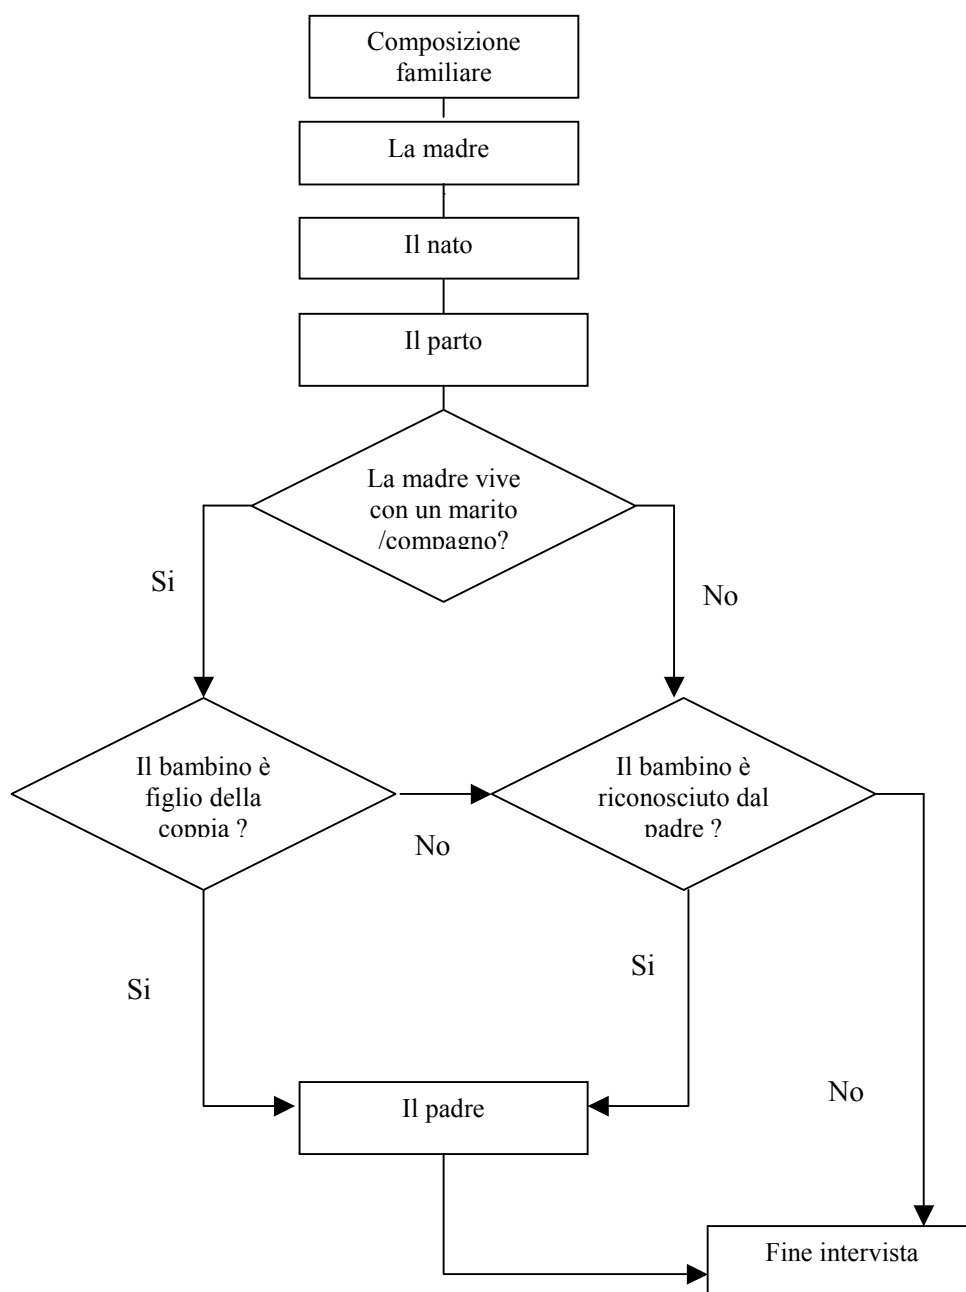 Composizione
familiare
La madre
Il nato
Il parto
La madre vive
con un marito
/compagno?
Si
No
Il bambino è
figlio della
coppia ?
No
Il bambino è
riconosciuto dal
padre ?
Si
Si
No
Il padre
Fine intervista